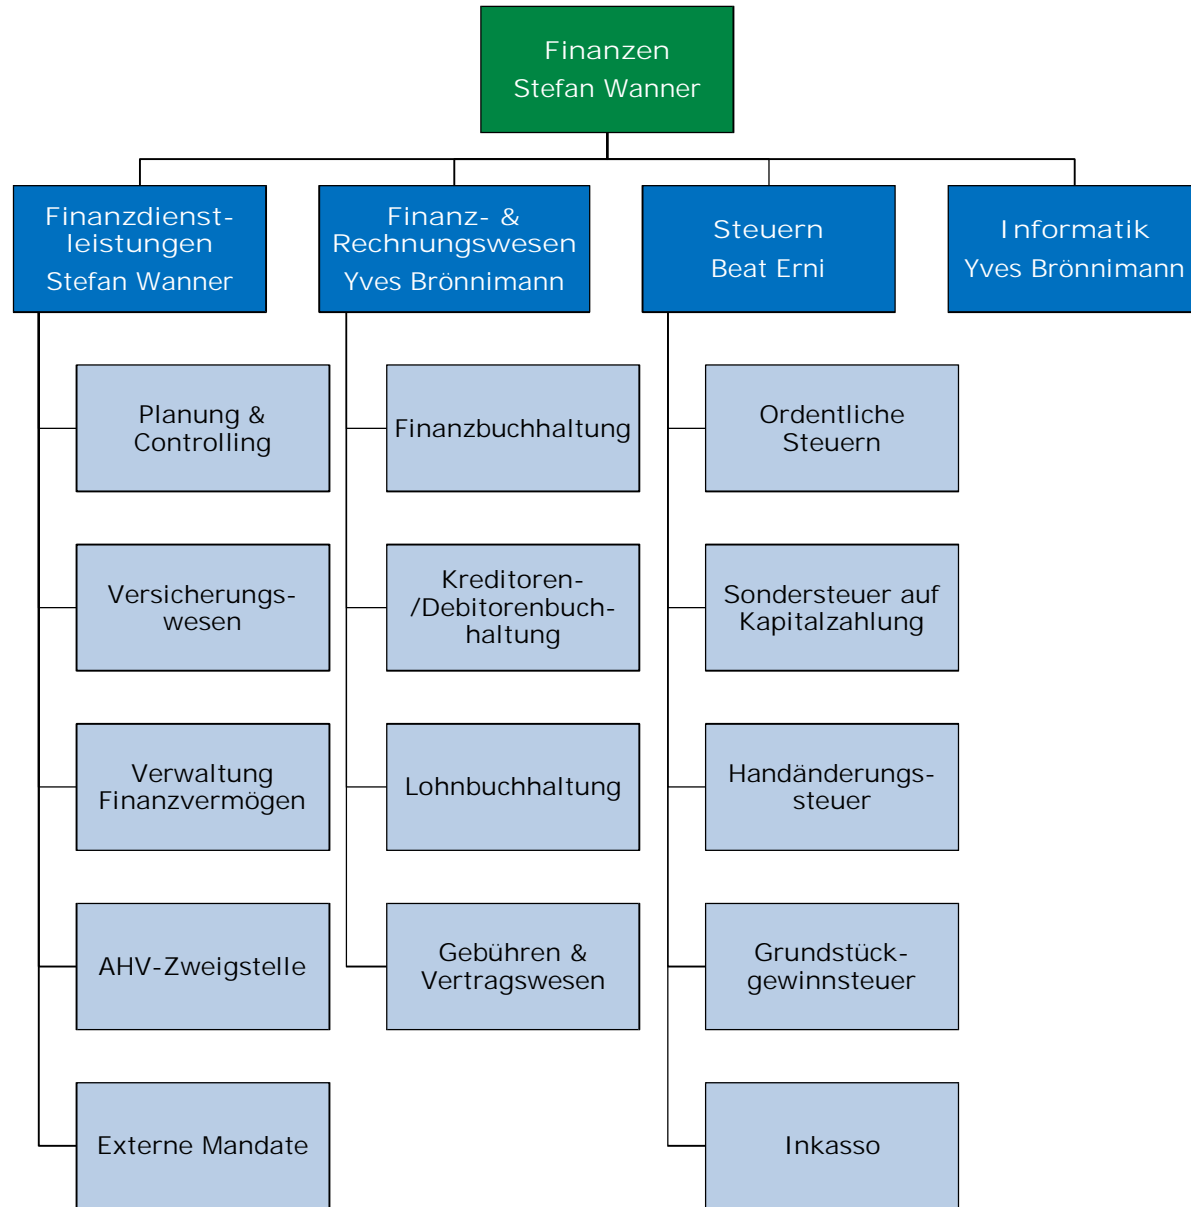 Finanzen
Stefan Wanner
Finanzdienst-
leistungen
Stefan Wanner
Finanz- &
Rechnungswesen
Yves Brönnimann
Steuern
Beat Erni
Informatik
Yves Brönnimann
Planung &
Controlling
Versicherungs-
wesen
Verwaltung
Finanzvermögen
AHV-Zweigstelle
Externe Mandate
Finanzbuchhaltung
Kreditoren-
/Debitorenbuch-
haltung
Lohnbuchhaltung
Gebühren &
Vertragswesen
Ordentliche
Steuern
Sondersteuer auf
Kapitalzahlung
Handänderungs-
steuer
Grundstück-
gewinnsteuer
Inkasso